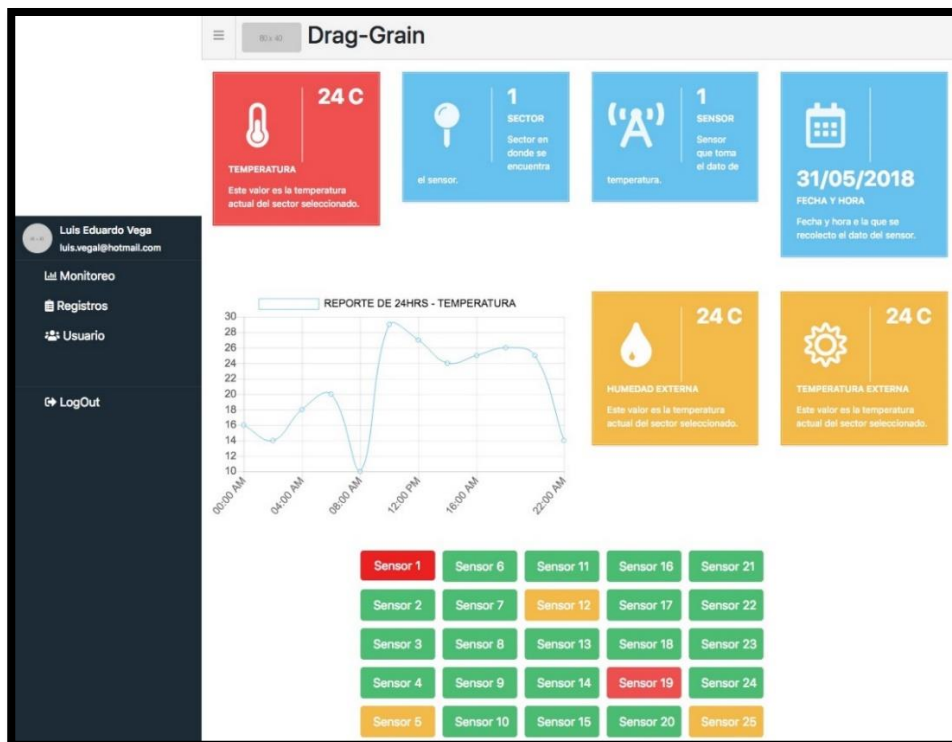 80 x 40
Drag-Grain
24 C
TEMPERATURA
Este valor es la temperatura
actual del sector seleccionado.
1
SECTOR
Sector en
donde se
encuentra
el sensor.
1
SENSOR
Sensor
que toma
el dato de
temperatura.
31/05/2018
FECHA Y HORA
Fecha y hora e la que se
recolecto el dato del sensor.
Luis Eduardo Vega
luis.vegal@hotmail.com
Monitoreo
Registros
Usuario
LogOut
REPORTE DE 24HRS - TEMPERATURA
30
28
26
24
22
20
18
16
14
12
10
00:00 AM
04:00 AM
08:00 AM
12:00 PM
16:00 AM
22:00 AM
24 C
HUMEDAD EXTERNA
Este valor es la temperatura
actual del sector seleccionado.
24 C
TEMPERATURA EXTERNA
Este valor es la temperatura
actual del sector seleccionado.
Sensor 1 Sensor 6 Sensor 11 Sensor 16 Sensor 21
Sensor 2 Sensor 7 Sensor 12 Sensor 17 Sensor 22
Sensor 3 Sensor 8 Sensor 13 Sensor 18 Sensor 23
Sensor 4 Sensor 9 Sensor 14 Sensor 19 Sensor 24
Sensor 5 Sensor 10 Sensor 15 Sensor 20 Sensor 25